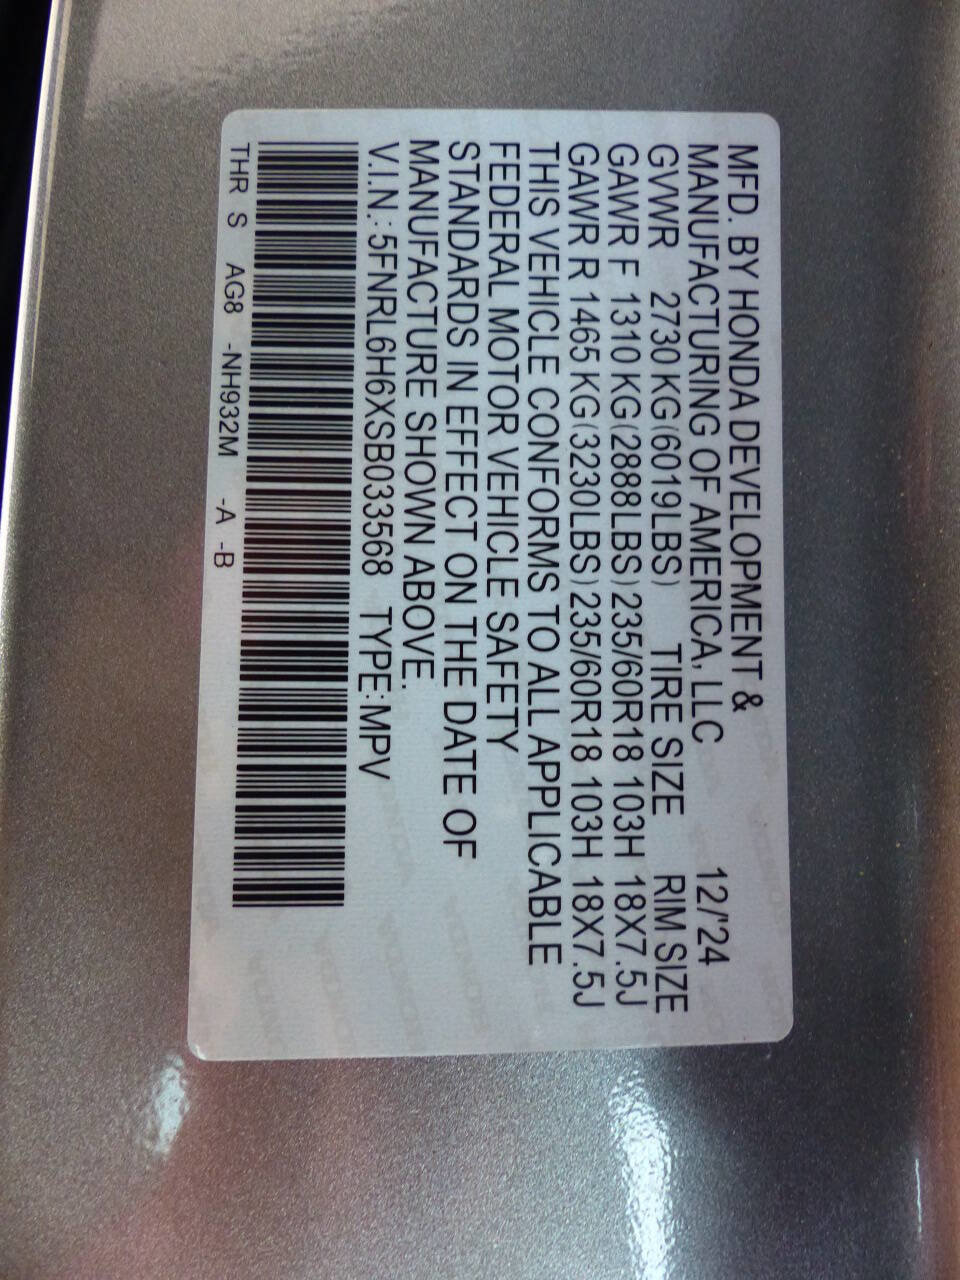 MFD. BY HONDA DEVELOPMENT &
MANUFACTURING OF AMERICA, LLC 12/'24
GVWR 2730 KG(6019LBS) TIRE SIZE RIM SIZE
GAWR F 1310 KG(2888LBS) 235/60R18 103H 18X7.5J
GAWR R 1465 KG(3230LBS) 235/60R18 103H 18X7.5J
THIS VEHICLE CONFORMS TO ALL APPLICABLE
FEDERAL MOTOR VEHICLE SAFETY
STANDARDS IN EFFECT ON THE DATE OF
MANUFACTURE SHOWN ABOVE.
V.I.N.: 5FNRL6H6XSB033568 TYPE:MPV
THR S AG8 -NH932M -A -B